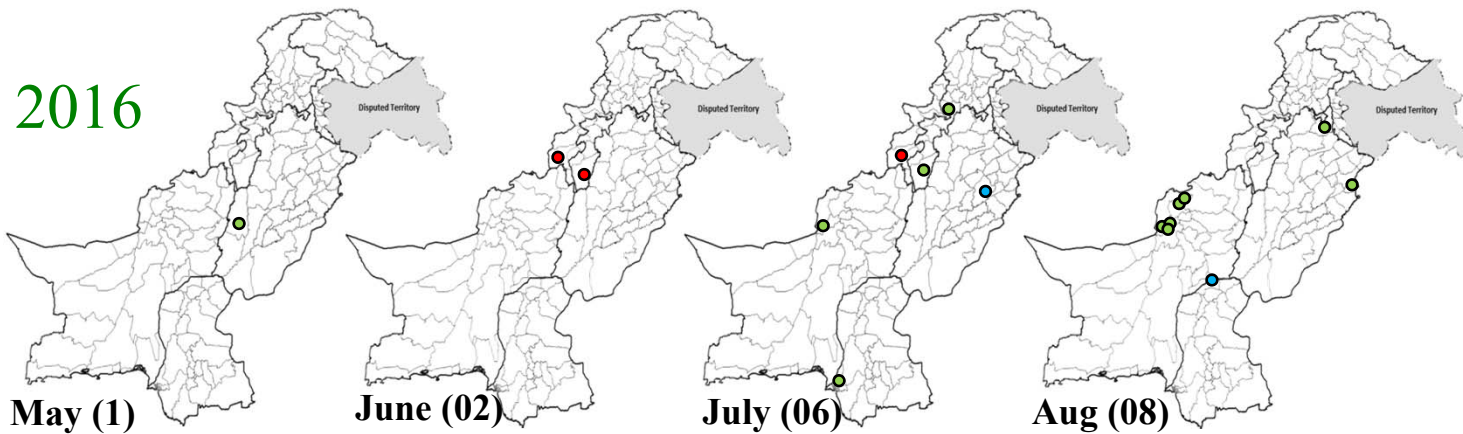 2016
Disputed Territory
Disputed Territory
Disputed Territory
Disputed Territory
May (1)
June (02)
July (06)
Aug (08)